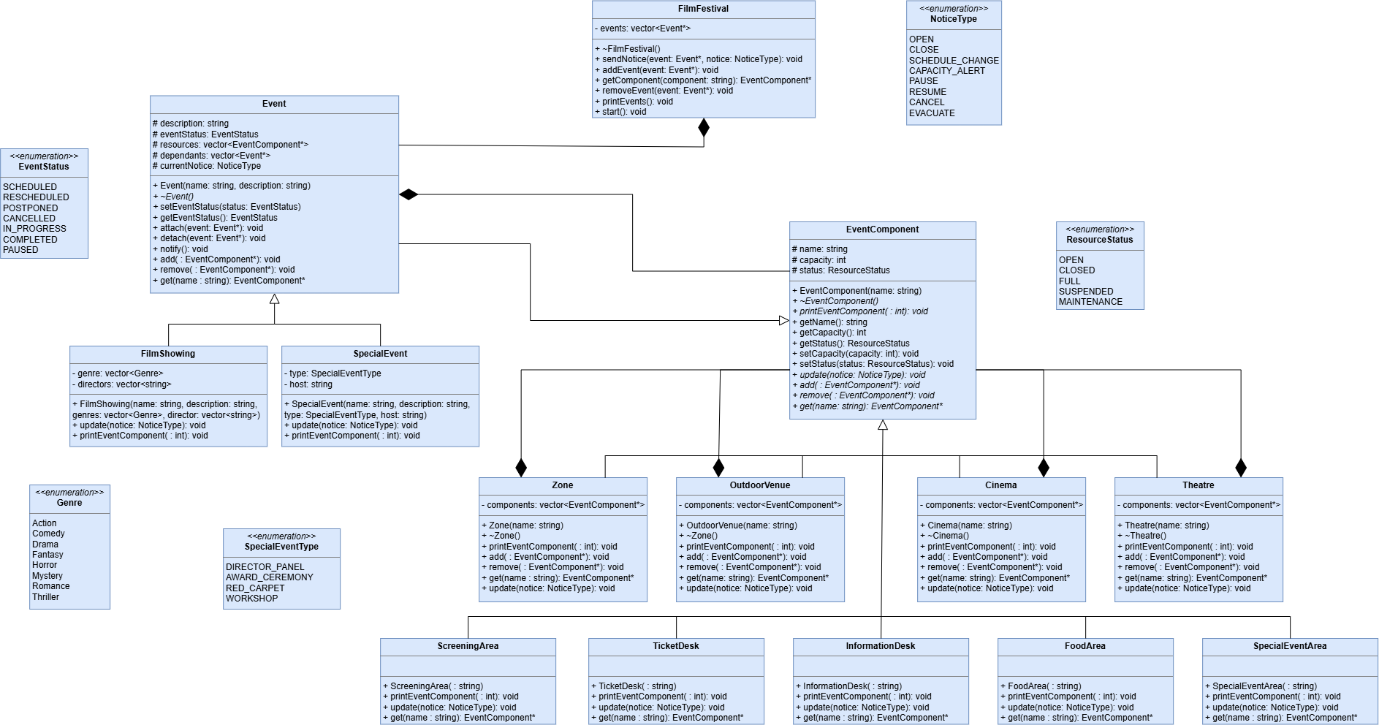 FilmFestival
- events: vector<Event*>
+ ~FilmFestival()
+ sendNotice(event: Event*, notice: NoticeType): void
+ addEvent(event: Event*): void
+ getComponent(component: string): EventComponent*
+ removeEvent(event: Event*): void
+ printEvents(): void
+ start(): void
<<enumeration>>
NoticeType
OPEN
CLOSE
SCHEDULE_CHANGE
CAPACITY_ALERT
PAUSE
RESUME
CANCEL
EVACUATE
Event
# description: string
# eventStatus: EventStatus
# resources: vector<EventComponent*>
# dependants: vector<Event*>
# currentNotice: NoticeType
+ Event(name: string, description: string)
+ ~Event()
+ setEventStatus(status: EventStatus)
+ getEventStatus(): EventStatus
+ attach(event: Event*): void
+ detach(event: Event*): void
+ notify(): void
+ add( : EventComponent*): void
+ remove( : EventComponent*): void
+ get(name : string): EventComponent*
<<enumeration>>
EventStatus
SCHEDULED
RESCHEDULED
POSTPONED
CANCELLED
IN_PROGRESS
COMPLETED
PAUSED
EventComponent
# name: string
# capacity: int
# status: ResourceStatus
+ EventComponent(name: string)
+ ~EventComponent()
+ printEventComponent( : int): void
+ getName(): string
+ getCapacity(): int
+ getStatus(): ResourceStatus
+ setCapacity(capacity: int): void
+ setStatus(status: ResourceStatus): void
+ update(notice: NoticeType): void
+ add( : EventComponent*): void
+ remove( : EventComponent*): void
+ get(name: string): EventComponent*
<<enumeration>>
ResourceStatus
OPEN
CLOSED
FULL
SUSPENDED
MAINTENANCE
FilmShowing
- genre: vector<Genre>
- directors: vector<string>
+ FilmShowing(name: string, description: string,
genres: vector<Genre>, director: vector<string>)
+ update(notice: NoticeType): void
+ printEventComponent( : int): void
SpecialEvent
- type: SpecialEventType
- host: string
+ SpecialEvent(name: string, description: string,
type: SpecialEventType, host: string)
+ update(notice: NoticeType): void
+ printEventComponent( : int): void
<<enumeration>>
Genre
Action
Comedy
Drama
Fantasy
Horror
Mystery
Romance
Thriller
<<enumeration>>
SpecialEventType
DIRECTOR_PANEL
AWARD_CEREMONY
RED_CARPET
WORKSHOP
Zone
- components: vector<EventComponent*>
+ Zone(name: string)
+ ~Zone()
+ printEventComponent( : int): void
+ add( : EventComponent*): void
+ remove( : EventComponent*): void
+ get(name : string): EventComponent*
+ update(notice: NoticeType): void
OutdoorVenue
- components: vector<EventComponent*>
+ OutdoorVenue(name: string)
+ ~Zone()
+ printEventComponent( : int): void
+ add( : EventComponent*): void
+ remove( : EventComponent*): void
+ get(name : string): EventComponent*
+ update(notice: NoticeType): void
Cinema
- components: vector<EventComponent*>
+ Cinema(name: string)
+ ~Cinema()
+ printEventComponent( : int): void
+ add( : EventComponent*): void
+ remove( : EventComponent*): void
+ get(name : string): EventComponent*
+ update(notice: NoticeType): void
Theatre
- components: vector<EventComponent*>
+ Theatre(name: string)
+ ~Theatre()
+ printEventComponent( : int): void
+ add( : EventComponent*): void
+ remove( : EventComponent*): void
+ get(name : string): EventComponent*
+ update(notice: NoticeType): void
ScreeningArea
+ ScreeningArea( : string)
+ printEventComponent( : int): void
+ update(notice: NoticeType): void
+ get(name : string): EventComponent*
TicketDesk
+ TicketDesk( : string)
+ printEventComponent( : int): void
+ update(notice: NoticeType): void
+ get(name : string): EventComponent*
InformationDesk
+ InformationDesk( : string)
+ printEventComponent( : int): void
+ update(notice: NoticeType): void
+ get(name : string): EventComponent*
FoodArea
+ FoodArea( : string)
+ printEventComponent( : int): void
+ update(notice: NoticeType): void
+ get(name : string): EventComponent*
SpecialEventArea
+ SpecialEventArea( : string)
+ printEventComponent( : int): void
+ update(notice: NoticeType): void
+ get(name : string): EventComponent*